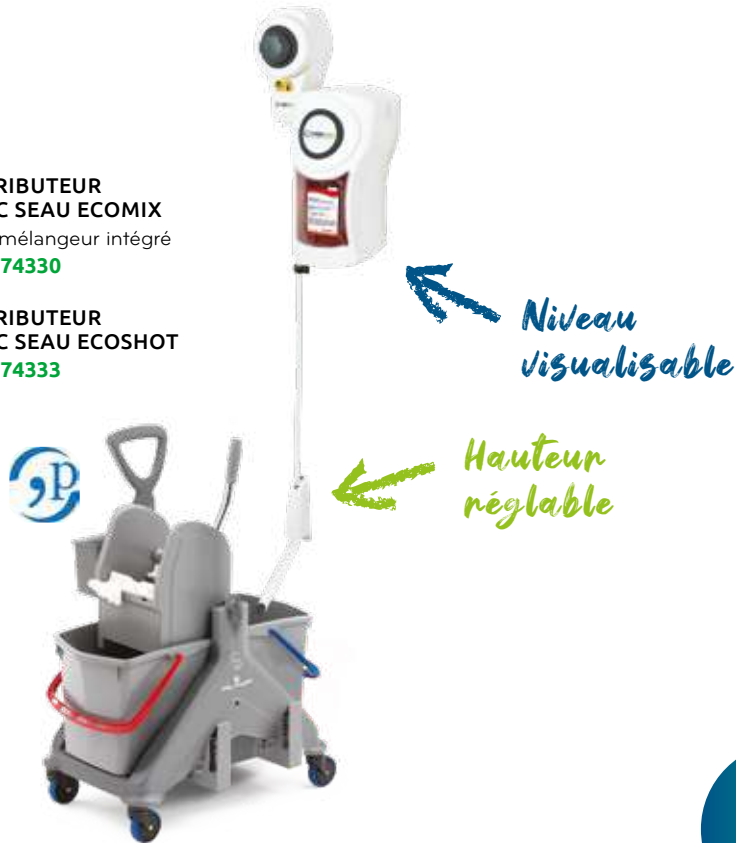 RIBUTEUR
C SEAU ECOMIX
mélangeur intégré
74330
RIBUTEUR
C SEAU ECOSHOT
74333
Niveau
visualisable
Hauteur
réglable